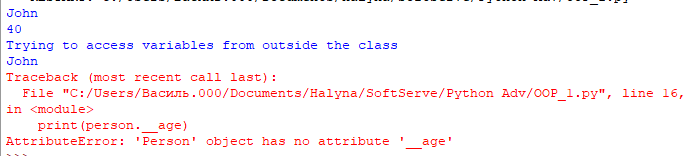 John
40
Trying to access variables from outside the class
John
Traceback (most recent call last):
  File "C:/Users/Василь.000/Documents/Halyna/SoftServe/Python Adv/OOP_1.py", line 16,
in <module>
    print(person.__age)
AttributeError: 'Person' object has no attribute '__age'
>>>